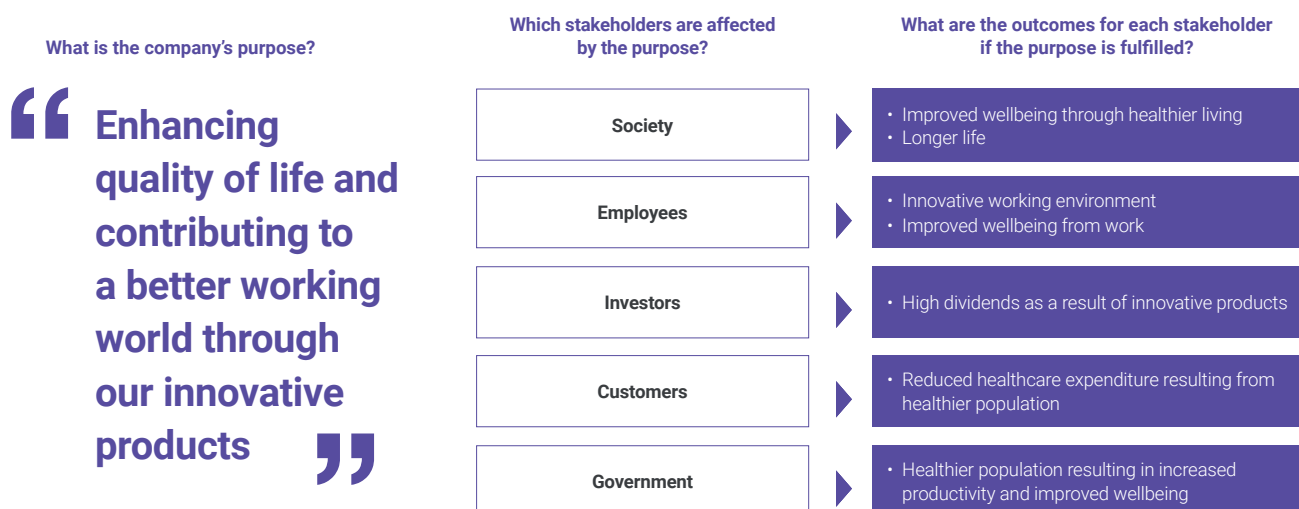 What is the company’s purpose?
“
Enhancing
quality of life and
contributing to
a better working
world through
our innovative
products
”
Which stakeholders are affected
by the purpose?
What are the outcomes for each stakeholder
if the purpose is fulfilled?
Society
• Improved wellbeing through healthier living
• Longer life
Employees
• Innovative working environment
• Improved wellbeing from work
Investors
• High dividends as a result of innovative products
Customers
• Reduced healthcare expenditure resulting from
healthier population
Government
• Healthier population resulting in increased
productivity and improved wellbeing